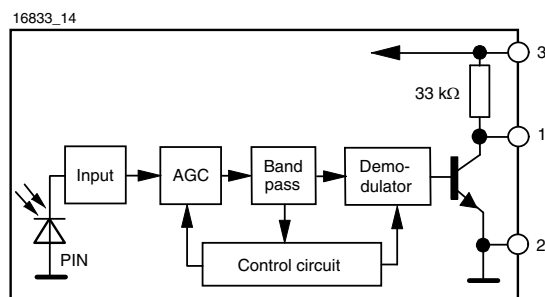 16833_14
3
33 kΩ
1
Input
AGC
Band
pass
Demo-
dulator
2
PIN
Control circuit